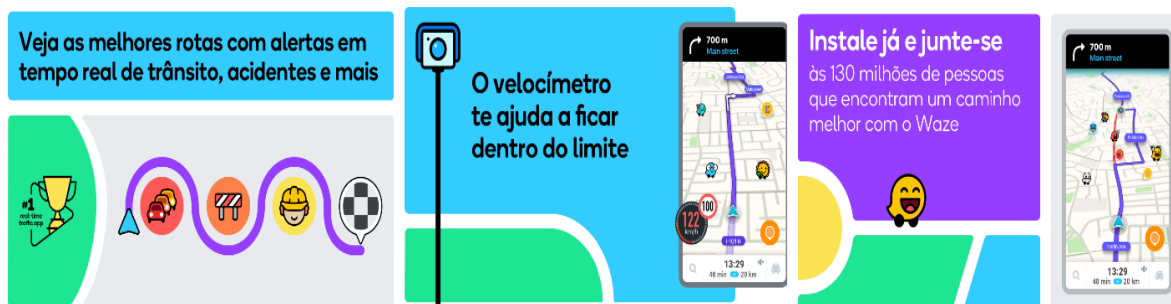 Veja as melhores rotas com alertas em
tempo real de trânsito, acidentes e mais
#1
real-time
traffic app
O velocímetro
te ajuda a ficar
dentro do limite
700 m
Main street
100
122
km/h
13:29
48 min 20 km
Instale já e junte-se
às 130 milhões de pessoas
que encontram um caminho
melhor com o Waze
700 m
Main street
13:29
48 min 20 km